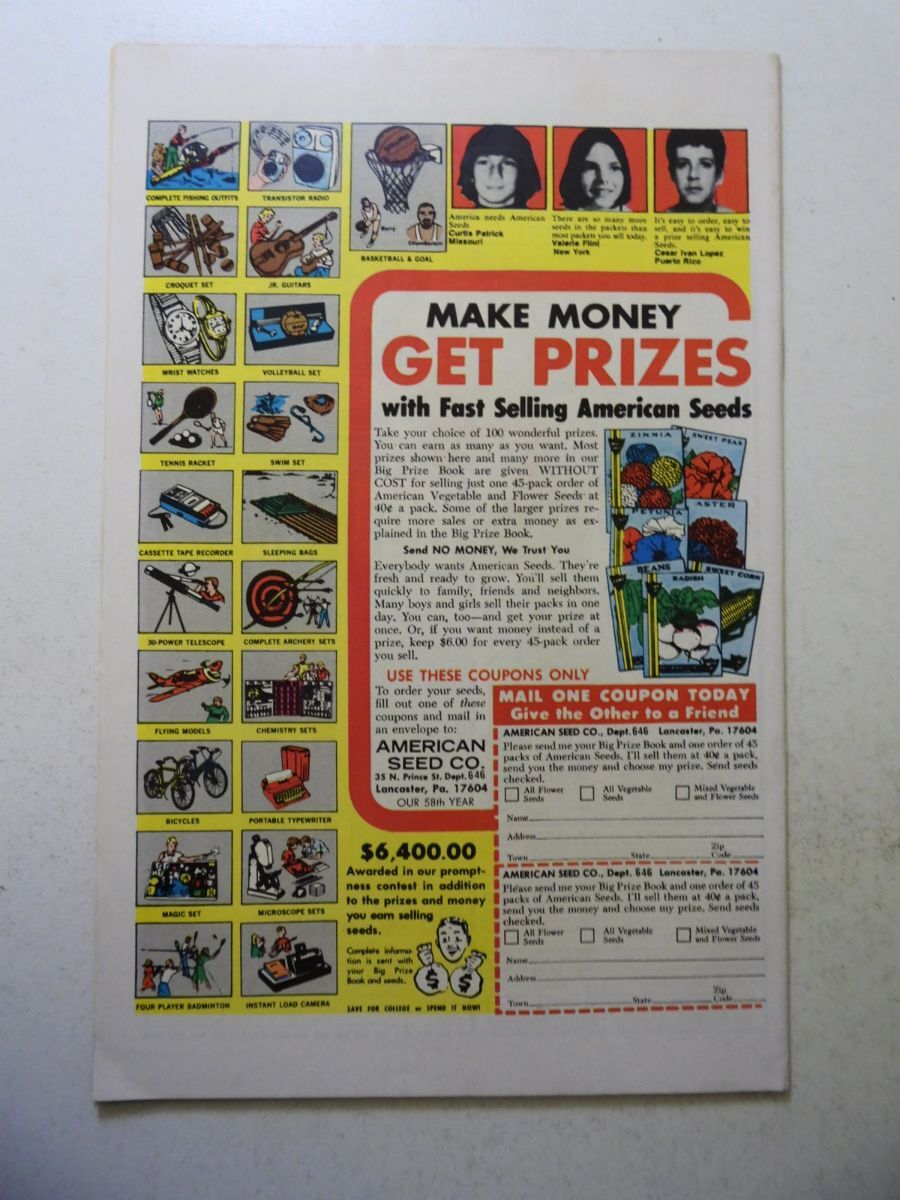 COMPLETE FISHING OUTFITS
TRANSISTOR RADIO
CROQUET SET
JR. GUITARS
WRIST WATCHES
VOLLEYBALL SET
TENNIS RACKET
SWIM SET
CASSETTE TAPE RECORDER
SLEEPING BAGS
30-POWER TELESCOPE
COMPLETE ARCHERY SETS
FLYING MODELS
CHEMISTRY SETS
BICYCLES
PORTABLE TYPEWRITER
MAGIC SET
MICROSCOPE SETS
FOUR PLAYER BADMINTON
INSTANT LOAD CAMERA
Barry
Chamberlain
BASKETBALL & GOAL
America needs American
Seeds
Curtis Patrick
Missouri
There are so many more
seeds in the packets than
most packets you sell today.
Valerie Flint
New York
It's easy to order, easy to
sell, and it's easy to win
a prize selling American
Seeds.
Cesar Ivan Lopez
Puerto Rico
MAKE MONEY
GET PRIZES
with Fast Selling American Seeds
Take your choice of 100 wonderful prizes.
You can earn as many as you want. Most
prizes shown here and many more in our
Big Prize Book are given WITHOUT
COST for selling just one 45-pack order of
American Vegetable and Flower Seeds at
40¢ a pack. Some of the larger prizes re-
quire more sales or extra money as ex-
plained in the Big Prize Book.
Send NO MONEY, We Trust You
Everybody wants American Seeds. They're
fresh and ready to grow. You'll sell them
quickly to family, friends and neighbors.
Many boys and girls sell their packs in one
day. You can, too—and get your prize at
once. Or, if you want money instead of a
prize, keep $6.00 for every 45-pack order
you sell.
ZINNIA
SWEET PEAS
PETUNIA
ASTER
BEANS
RADISH
SWEET CORN
USE THESE COUPONS ONLY
To order your seeds,
fill out one of these
coupons and mail in
an envelope to:
AMERICAN
SEED CO.
35 N. Prince St. Dept. 646
Lancaster, Pa. 17604
OUR 58th YEAR
MAIL ONE COUPON TODAY
Give the Other to a Friend
AMERICAN SEED CO., Dept. 646 Lancaster, Pa. 17604
Please send me your Big Prize Book and one order of 45
packs of American Seeds. I'll sell them at 40¢ a pack,
send you the money and choose my prize. Send seeds
checked.
All Flower
Seeds
All Vegetable
Seeds
Mixed Vegetable
and Flower Seeds
Name
Address
Town State Zip Code
AMERICAN SEED CO., Dept. 646 Lancaster, Pa. 17604
Please send me your Big Prize Book and one order of 45
packs of American Seeds. I'll sell them at 40¢ a pack,
send you the money and choose my prize. Send seeds
checked.
All Flower
Seeds
All Vegetable
Seeds
Mixed Vegetable
and Flower Seeds
Name
Address
Town State Zip Code
$6,400.00
Awarded in our prompt-
ness contest in addition
to the prizes and money
you earn selling
seeds.
Complete informa-
tion is sent with
your Big Prize
Book and seeds.
$ $
SAVE FOR COLLEGE or SPEND IT NOW!